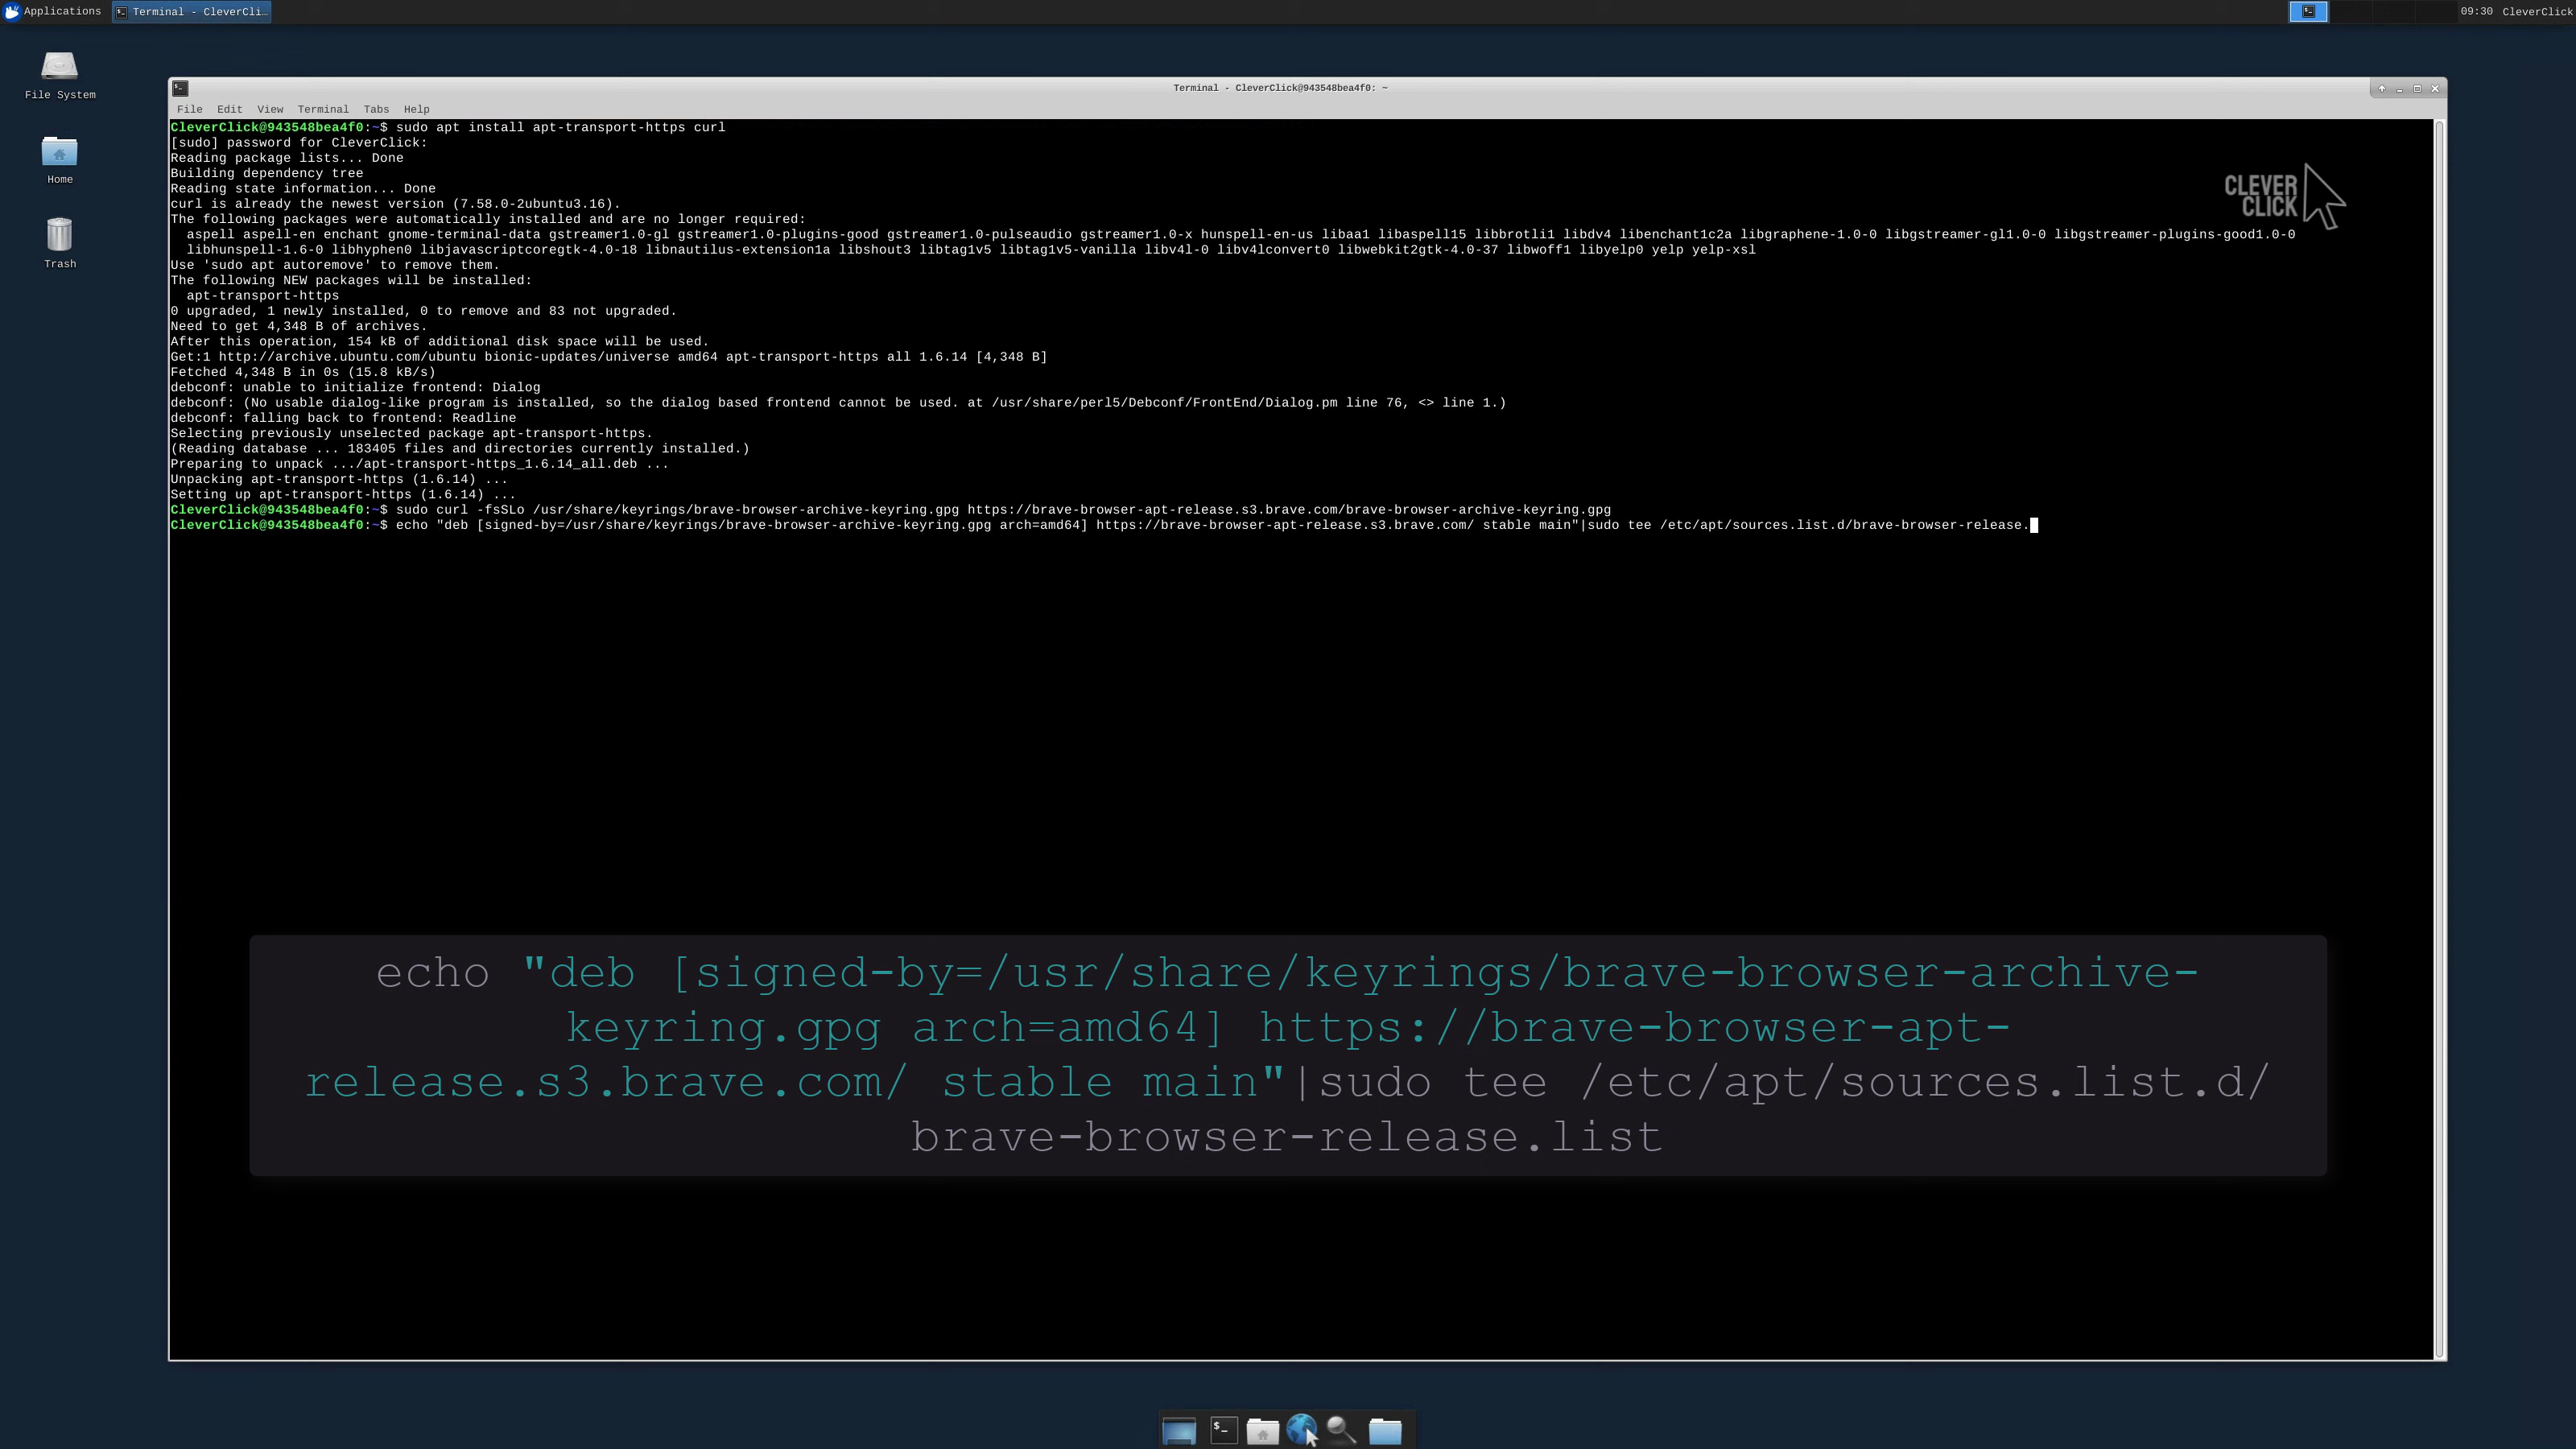 Applications
Terminal - CleverCli...
09:30 CleverClick
File System
Home
Trash
Terminal - CleverClick@943548bea4f0: ~
File Edit View Terminal Tabs Help
CleverClick@943548bea4f0:~$ sudo apt install apt-transport-https curl
[sudo] password for CleverClick:
Reading package lists... Done
Building dependency tree
Reading state information... Done
curl is already the newest version (7.58.0-2ubuntu3.16).
The following packages were automatically installed and are no longer required:
  aspell aspell-en enchant gnome-terminal-data gstreamer1.0-gl gstreamer1.0-plugins-good gstreamer1.0-pulseaudio gstreamer1.0-x hunspell-en-us libaa1 libaspell15 libbrotli1 libdv4 libenchant1c2a libgraphene-1.0-0 libgstreamer-gl1.0-0 libgstreamer-plugins-good1.0-0
  libhunspell-1.6-0 libhyphen0 libjavascriptcoregtk-4.0-18 libnautilus-extension1a libshout3 libtag1v5 libtag1v5-vanilla libv4l-0 libv4lconvert0 libwebkit2gtk-4.0-37 libwoff1 libyelp0 yelp yelp-xsl
Use 'sudo apt autoremove' to remove them.
The following NEW packages will be installed:
  apt-transport-https
0 upgraded, 1 newly installed, 0 to remove and 83 not upgraded.
Need to get 4,348 B of archives.
After this operation, 154 kB of additional disk space will be used.
Get:1 http://archive.ubuntu.com/ubuntu bionic-updates/universe amd64 apt-transport-https all 1.6.14 [4,348 B]
Fetched 4,348 B in 0s (15.8 kB/s)
debconf: unable to initialize frontend: Dialog
debconf: (No usable dialog-like program is installed, so the dialog based frontend cannot be used. at /usr/share/perl5/Debconf/FrontEnd/Dialog.pm line 76, <> line 1.)
debconf: falling back to frontend: Readline
Selecting previously unselected package apt-transport-https.
(Reading database ... 183405 files and directories currently installed.)
Preparing to unpack .../apt-transport-https_1.6.14_all.deb ...
Unpacking apt-transport-https (1.6.14) ...
Setting up apt-transport-https (1.6.14) ...
CleverClick@943548bea4f0:~$ sudo curl -fsSLo /usr/share/keyrings/brave-browser-archive-keyring.gpg https://brave-browser-apt-release.s3.brave.com/brave-browser-archive-keyring.gpg
CleverClick@943548bea4f0:~$ echo "deb [signed-by=/usr/share/keyrings/brave-browser-archive-keyring.gpg arch=amd64] https://brave-browser-apt-release.s3.brave.com/ stable main"|sudo tee /etc/apt/sources.list.d/brave-browser-release.
CLEVER
CLICK
echo "deb [signed-by=/usr/share/keyrings/brave-browser-archive-
keyring.gpg arch=amd64] https://brave-browser-apt-
release.s3.brave.com/ stable main"|sudo tee /etc/apt/sources.list.d/
brave-browser-release.list